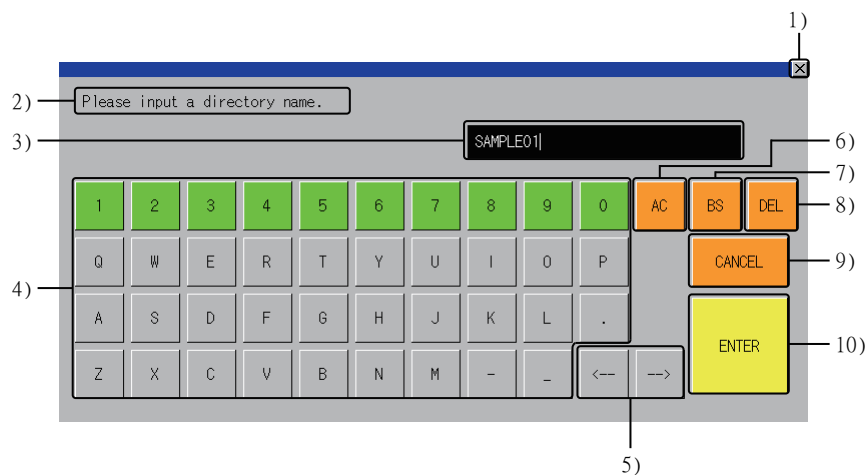 1)
2) Please input a directory name.
3) SAMPLE01
6)
7)
1 2 3 4 5 6 7 8 9 0 AC BS DEL 8)
Q W E R T Y U I O P CANCEL 9)
4)
A S D F G H J K L .
ENTER 10)
Z X C V B N M - _ <-- -->
5)